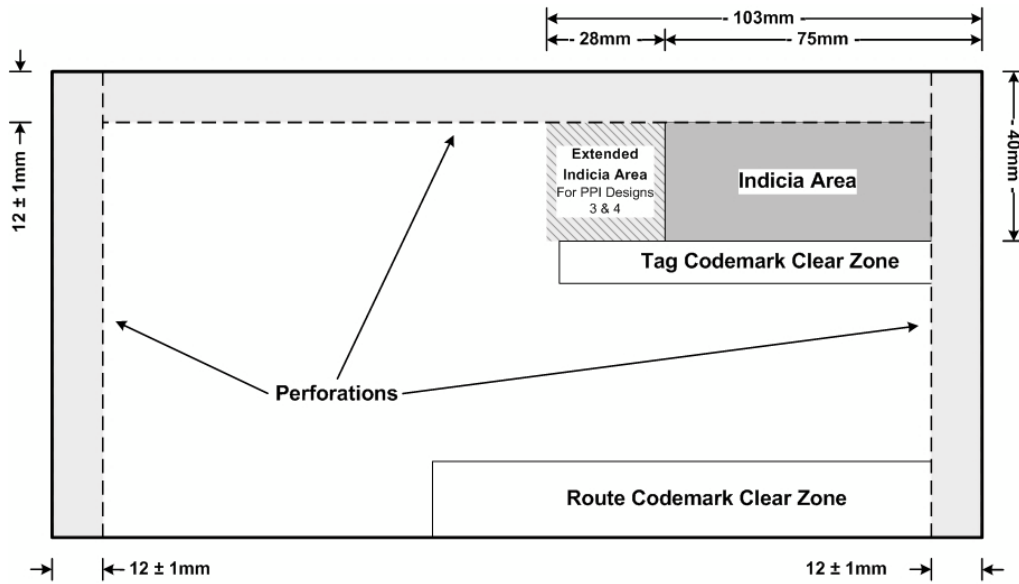 - 103mm -
- 28mm -
- 75mm -
12 ± 1mm
- 40mm -
Extended
Indicia Area
For PPI Designs
3 & 4
Indicia Area
Tag Codemark Clear Zone
Perforations
Route Codemark Clear Zone
12 ± 1mm
12 ± 1mm